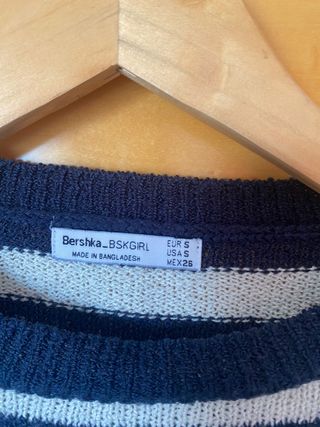 Bershka_BSKGIRL
MADE IN BANGLADESH
EUR S
USA S
MEX 26